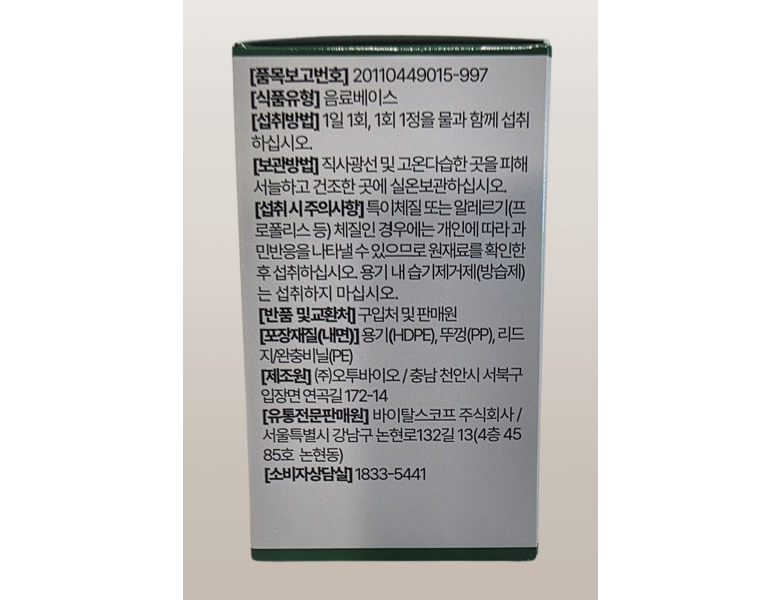 [품목보고번호] 20110449015-997
[식품유형] 음료베이스
[섭취방법] 1일 1회, 1회 1정을 물과 함께 섭취
하십시오.
[보관방법] 직사광선 및 고온다습한 곳을 피해
서늘하고 건조한 곳에 실온보관하십시오.
[섭취 시 주의사항] 특이체질 또는 알레르기(프
로폴리스 등) 체질인 경우에는 개인에 따라 과
민반응을 나타낼 수 있으므로 원재료를 확인한
후 섭취하십시오. 용기 내 습기제거제(방습제)
는 섭취하지 마십시오.
[반품 및 교환처] 구입처 및 판매원
[포장재질(내면)] 용기(HDPE), 뚜껑(PP), 리드
지/완충비닐(PE)
[제조원] (주)오투바이오 / 충남 천안시 서북구
입장면 연곡길 172-14
[유통전문판매원] 바이탈스코프 주식회사 /
서울특별시 강남구 논현로132길 13(4층 45
85호 논현동)
[소비자상담실] 1833-5441